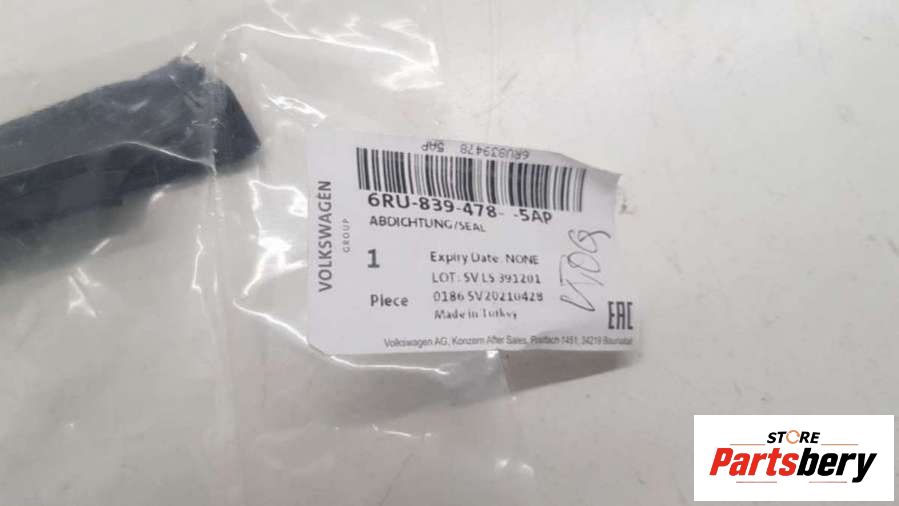 6RU839478 5AP
6RU-839-478- -5AP
ABDICHTUNG/SEAL
VOLKSWAGEN
GROUP
1
Expiry Date: NONE
LOT: SV LS 391201
Piece
0186 SV20210428
Made in Turkey
EAC
Volkswagen AG, Konzern After Sales, Postfach 1451, 34219 Baunatal
STORE
Partsbery